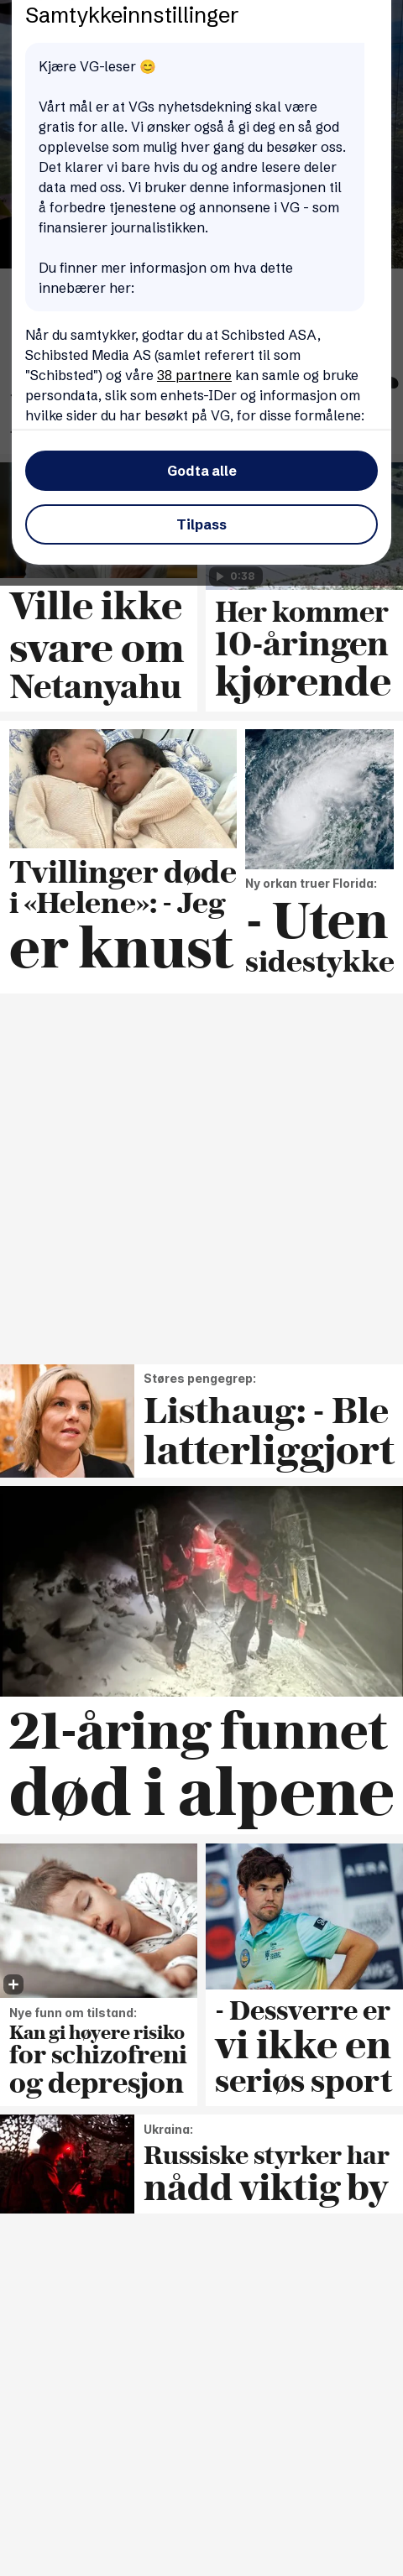 Samtykkeinnstillinger
Kjære VG-leser 😊
Vårt mål er at VGs nyhetsdekning skal være
gratis for alle. Vi ønsker også å gi deg en så god
opplevelse som mulig hver gang du besøker oss.
Det klarer vi bare hvis du og andre lesere deler
data med oss. Vi bruker denne informasjonen til
å forbedre tjenestene og annonsene i VG - som
finansierer journalistikken.
Du finner mer informasjon om hva dette
innebærer her:
Når du samtykker, godtar du at Schibsted ASA,
Schibsted Media AS (samlet referert til som
"Schibsted") og våre 38 partnere kan samle og bruke
persondata, slik som enhets-IDer og informasjon om
hvilke sider du har besøkt på VG, for disse formålene:
Godta alle
Tilpass
0:38
Ville ikke
svare om
Netanyahu
Her kommer
10-åringen
kjørende
Tvillinger døde
i «Helene»: - Jeg
er knust
Ny orkan truer Florida:
- Uten
sidestykke
Støres pengegrep:
Listhaug: - Ble
latterliggjort
21-åring funnet
død i alpene
Nye funn om tilstand:
Kan gi høyere risiko
for schizofreni
og depresjon
AERA
- Dessverre er
vi ikke en
seriøs sport
Ukraina:
Russiske styrker har
nådd viktig by